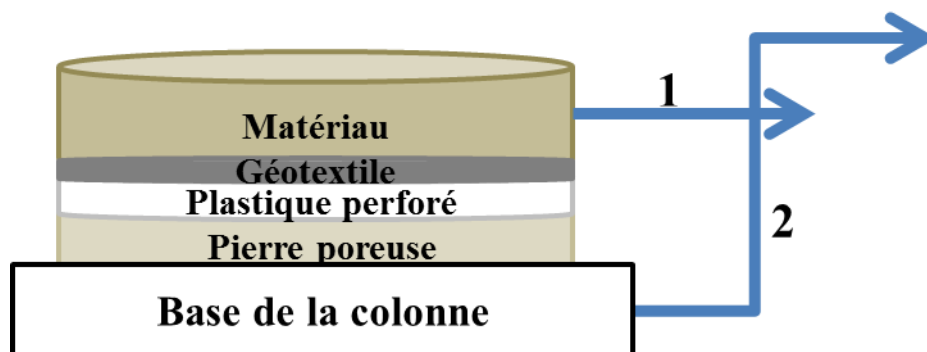 1
Matériau
Géotextile
Plastique perforé
2
Pierre poreuse
Base de la colonne